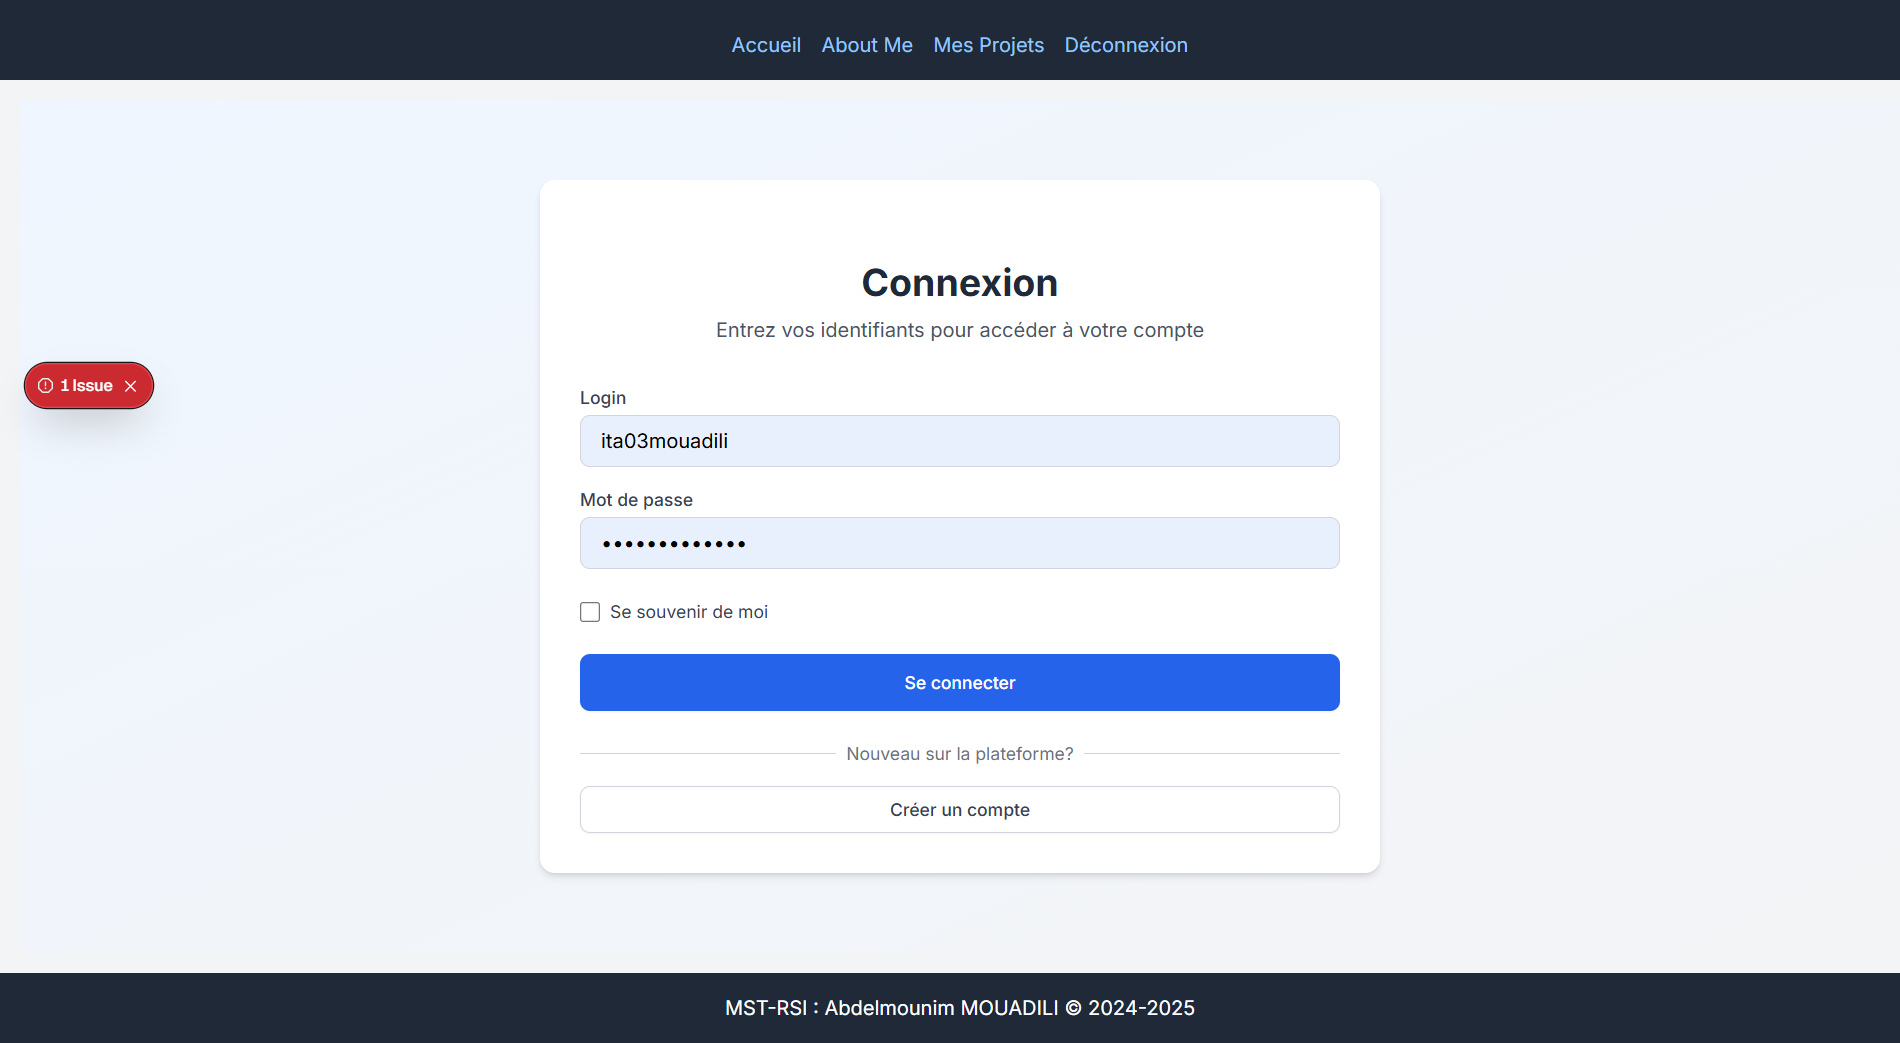 Accueil About Me Mes Projets Déconnexion
Connexion
Entrez vos identifiants pour accéder à votre compte
1 Issue
Login
ita03mouadili
Mot de passe
•••••••••••••
Se souvenir de moi
Se connecter
Nouveau sur la plateforme?
Créer un compte
MST-RSI : Abdelmounim MOUADILI © 2024-2025